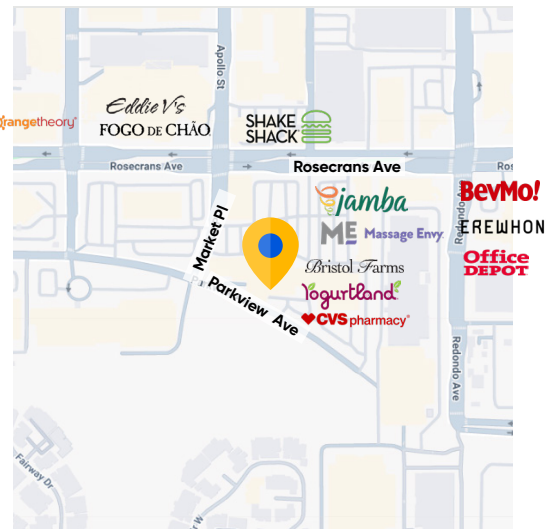 Apollo St
Eddie V's
FOGO DE CHÃO
Orangetheory®
SHAKE
SHACK
Rosecrans Ave
Rosecrans Ave
Ros
jamba
BevMo!
Redondo Ave
EREWHON
Market Pl
ME Massage Envy
Bristol Farms
Office
DEPOT
Parkview Ave
Yogurtland
CVS pharmacy®
Redondo Ave
Fairway Dr